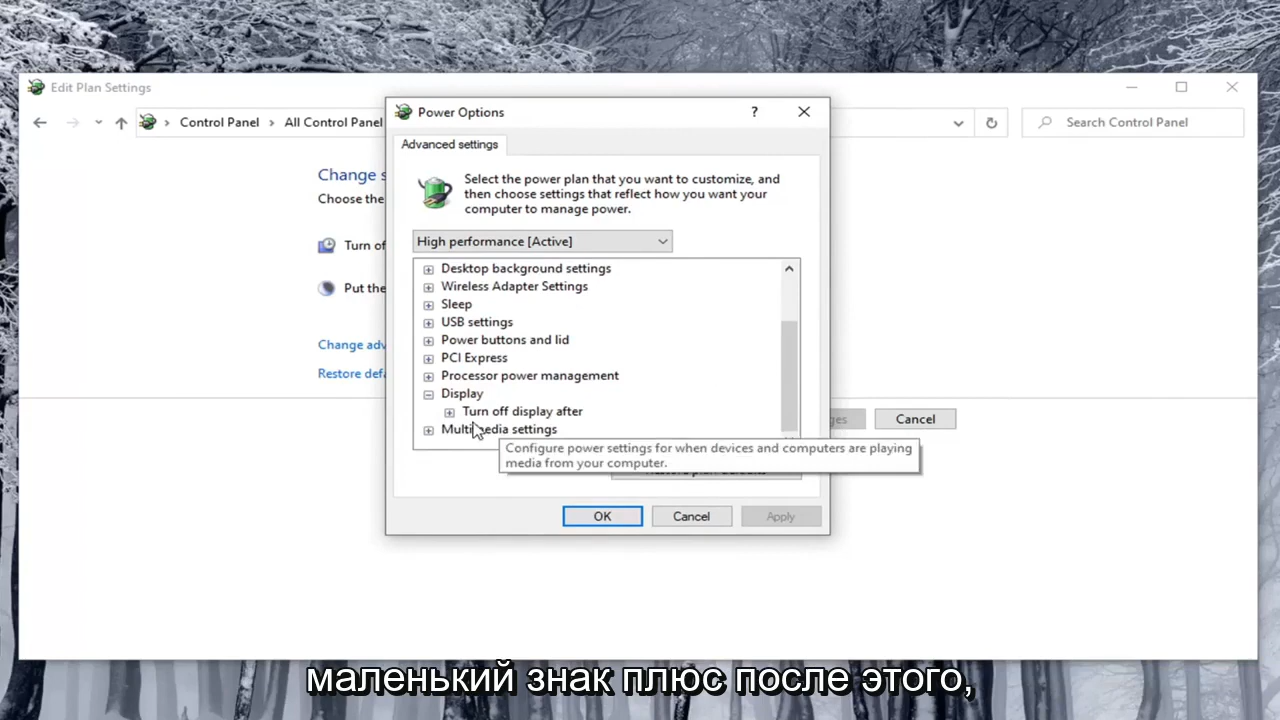 Edit Plan Settings
Control Panel
All Control Panel
Search Control Panel
Power Options
Advanced settings
Change s
Choose the
Select the power plan that you want to customize, and
then choose settings that reflect how you want your
computer to manage power.
Turn of
High performance [Active]
Put the
Desktop background settings
Wireless Adapter Settings
Sleep
USB settings
Power buttons and lid
Change adv
PCI Express
Restore defa
Processor power management
Display
Turn off display after
Multimedia settings
ges
Cancel
Configure power settings for when devices and computers are playing
media from your computer.
OK
Cancel
Apply
маленький знак плюс после этого,